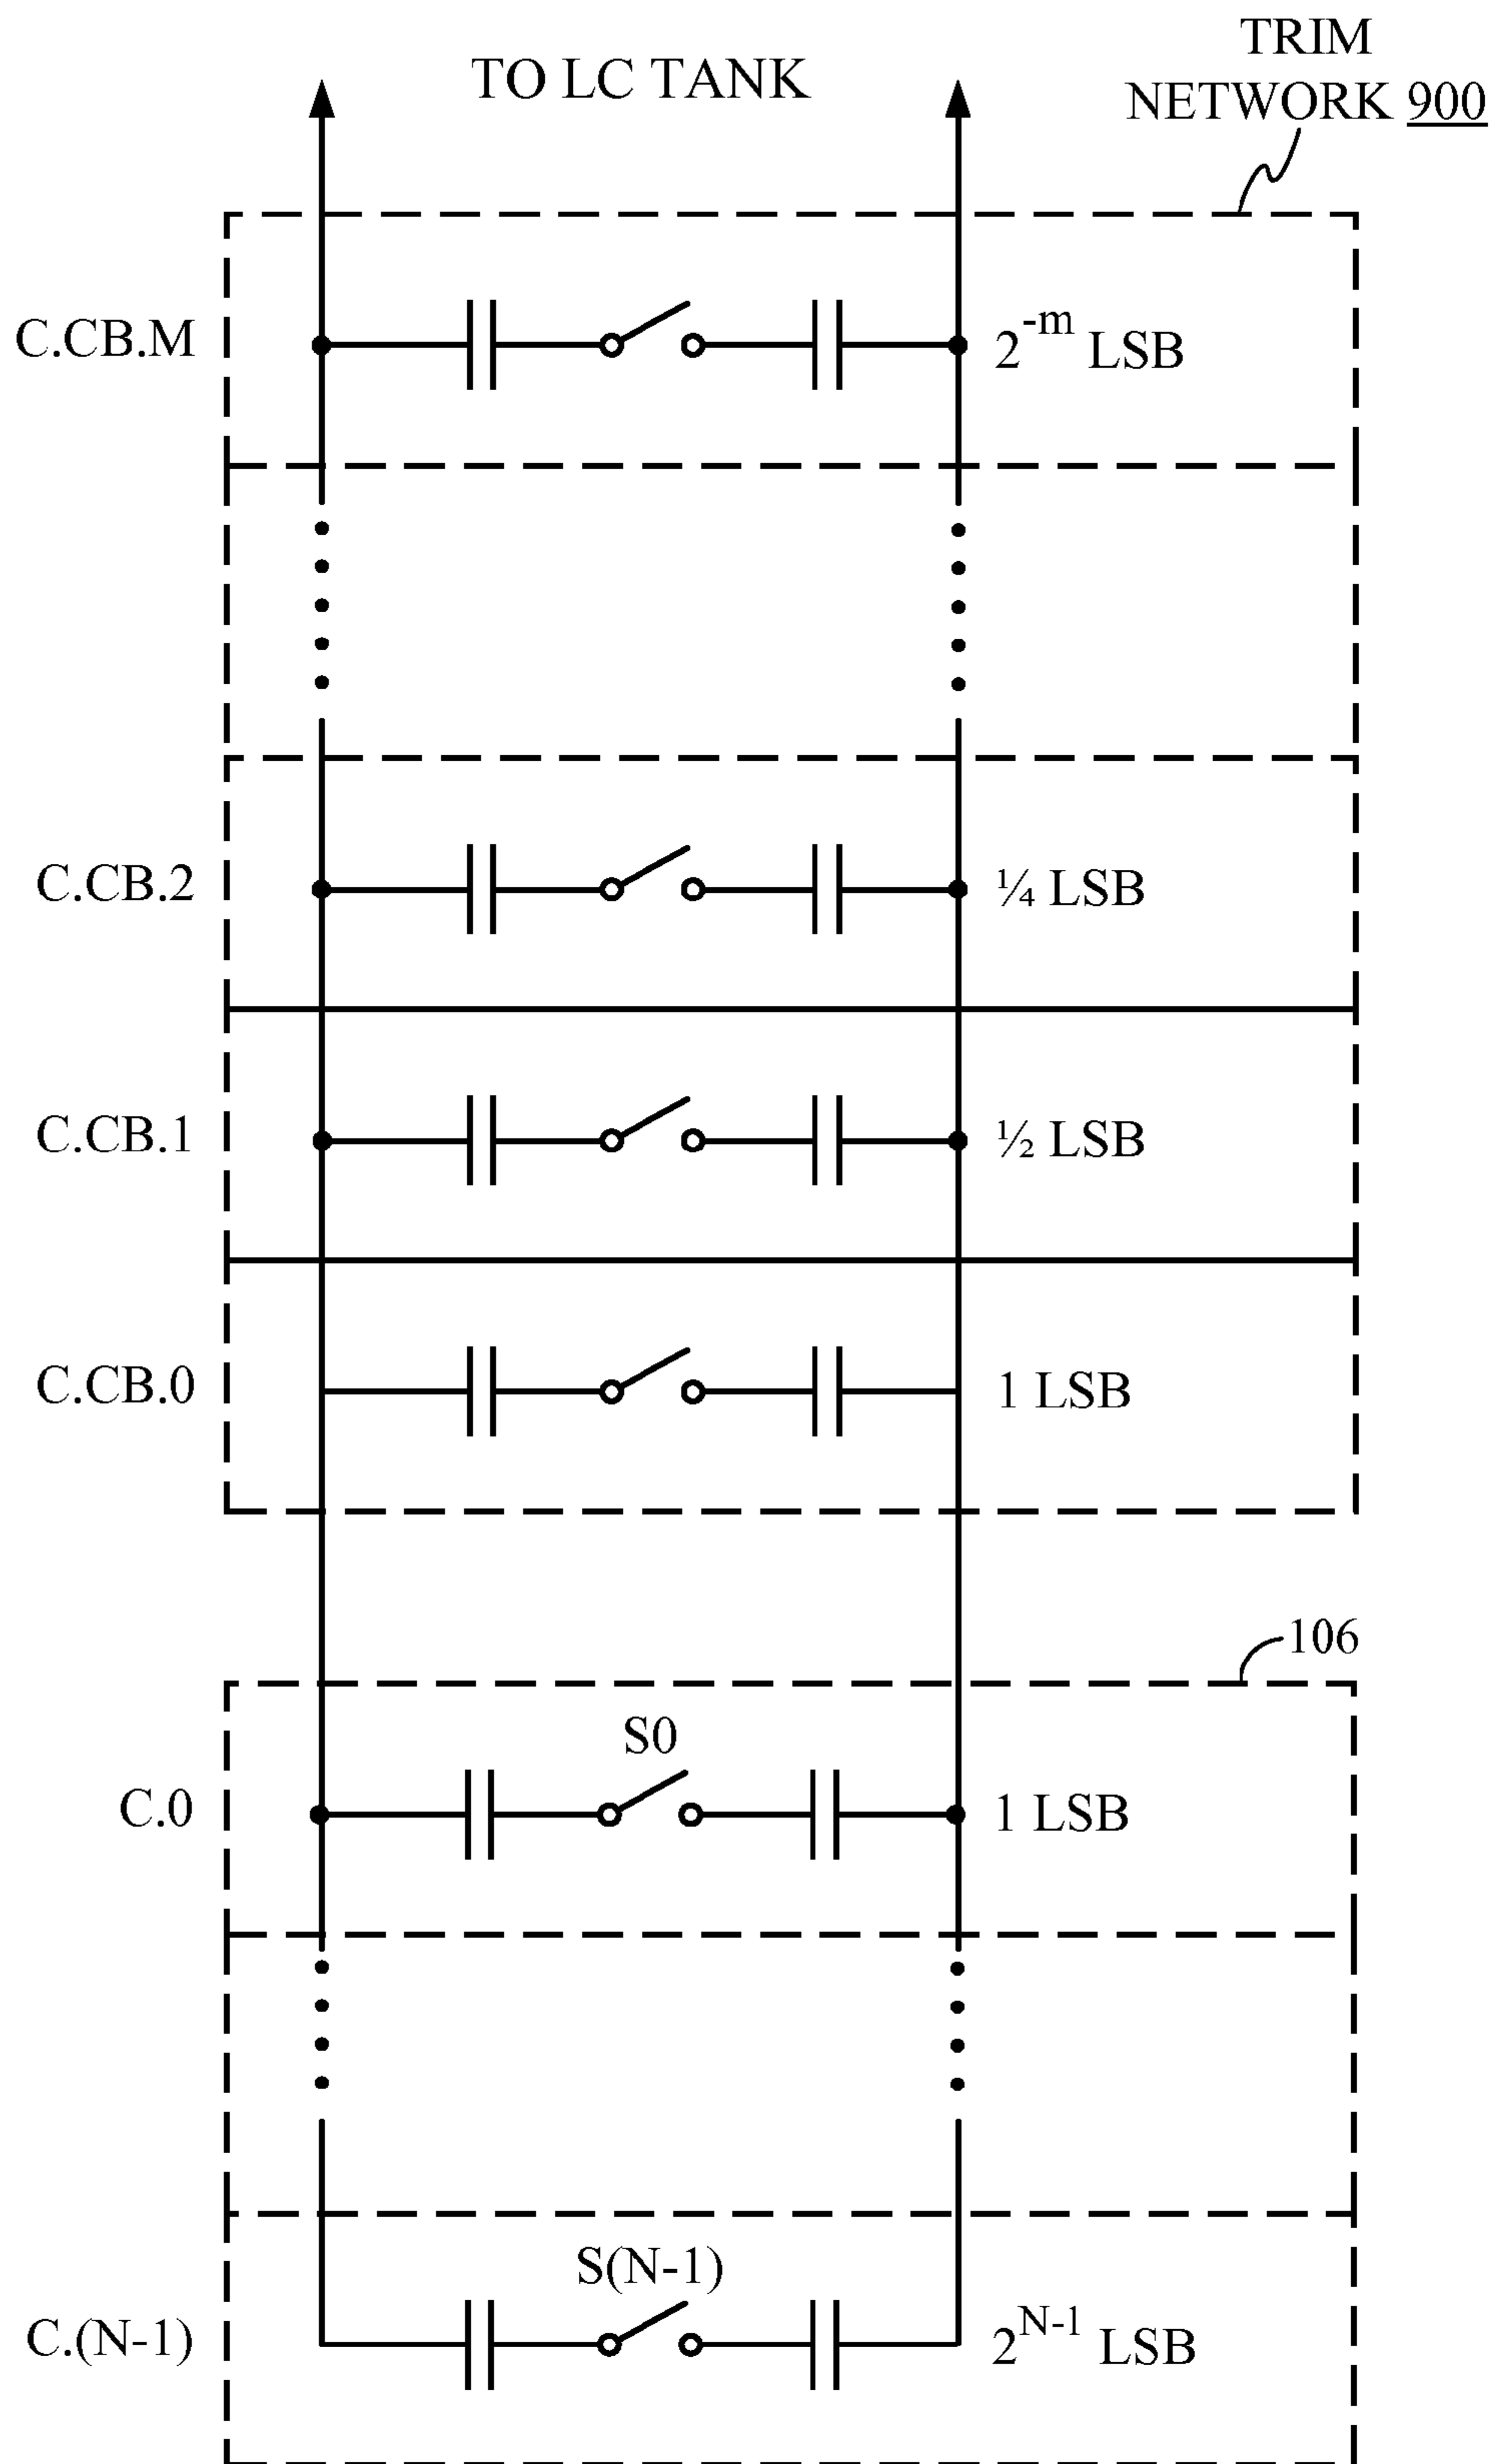 TRIM
NETWORK 900
TO LC TANK
C.CB.M
2^-m LSB
C.CB.2
¼ LSB
C.CB.1
½ LSB
C.CB.0
1 LSB
106
S0
C.0
1 LSB
S(N-1)
C.(N-1)
2^N-1 LSB